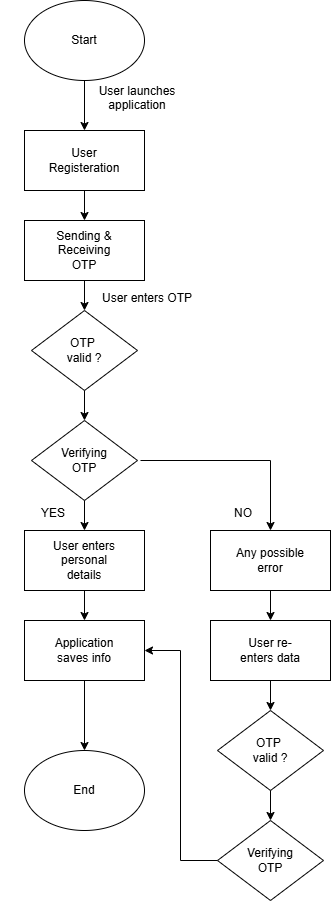 Start
User launches
application
User
Registeration
Sending &
Receiving
OTP
User enters OTP
OTP
valid ?
Verifying
OTP
YES
NO
User enters
personal
details
Any possible
error
Application
saves info
User re-
enters data
OTP
valid ?
End
Verifying
OTP